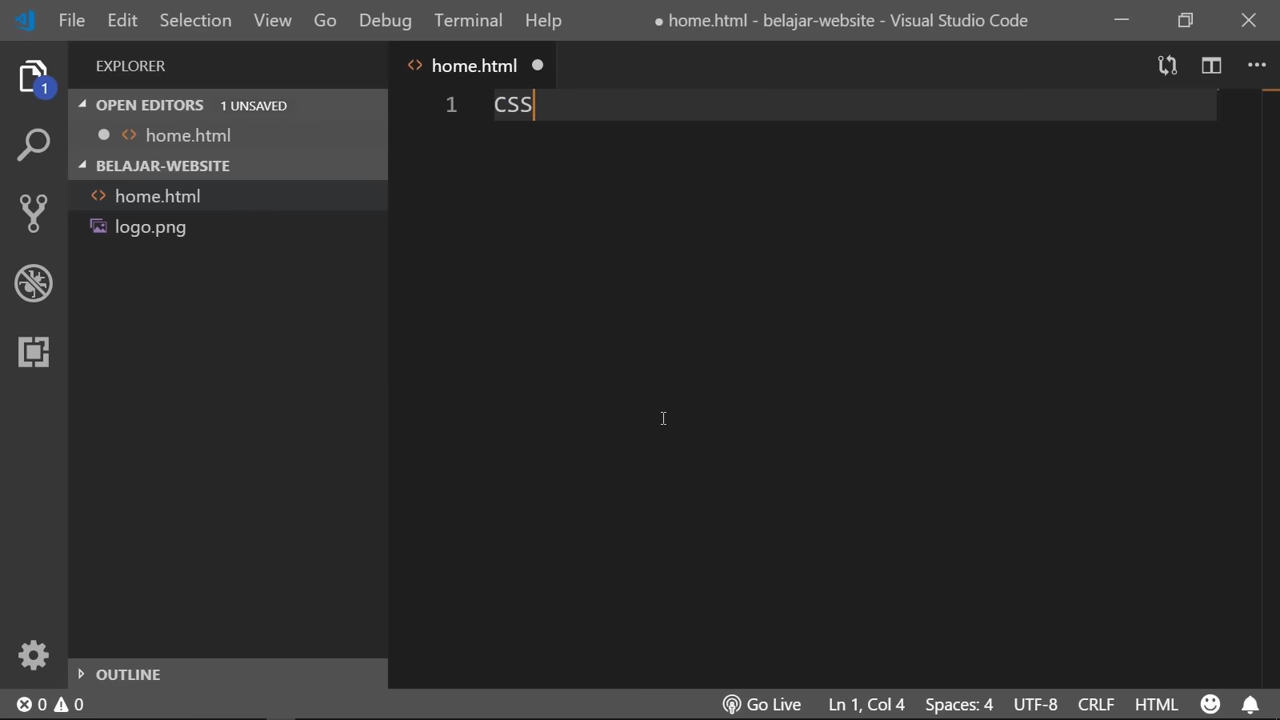 File Edit Selection View Go Debug Terminal Help ● home.html - belajar-website - Visual Studio Code
EXPLORER
1
OPEN EDITORS 1 UNSAVED
home.html
BELAJAR-WEBSITE
home.html
logo.png
OUTLINE
home.html
1 CSS
0 0 Go Live Ln 1, Col 4 Spaces: 4 UTF-8 CRLF HTML